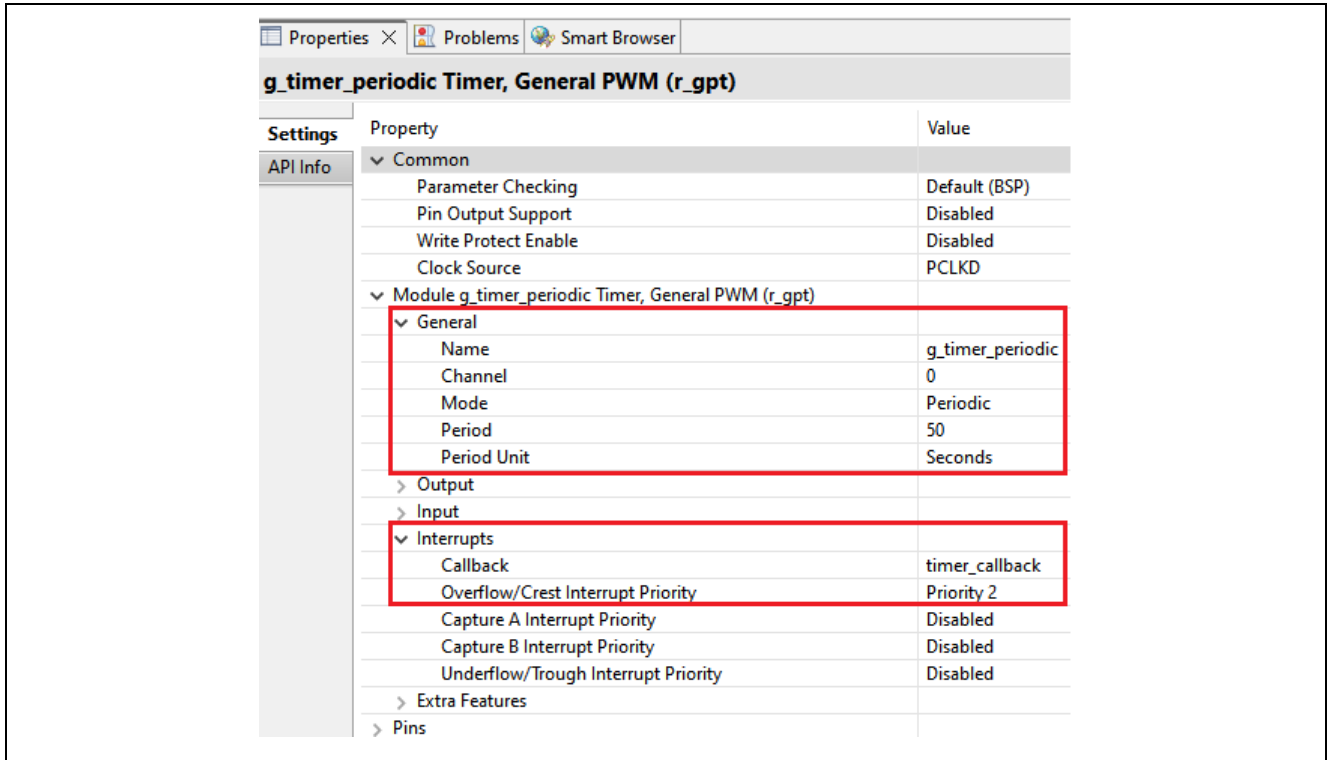 Properties Problems Smart Browser
g_timer_periodic Timer, General PWM (r_gpt)
Settings Property Value
API Info Common
Parameter Checking Default (BSP)
Pin Output Support Disabled
Write Protect Enable Disabled
Clock Source PCLKD
Module g_timer_periodic Timer, General PWM (r_gpt)
General
Name g_timer_periodic
Channel 0
Mode Periodic
Period 50
Period Unit Seconds
Output
Input
Interrupts
Callback timer_callback
Overflow/Crest Interrupt Priority Priority 2
Capture A Interrupt Priority Disabled
Capture B Interrupt Priority Disabled
Underflow/Trough Interrupt Priority Disabled
Extra Features
Pins